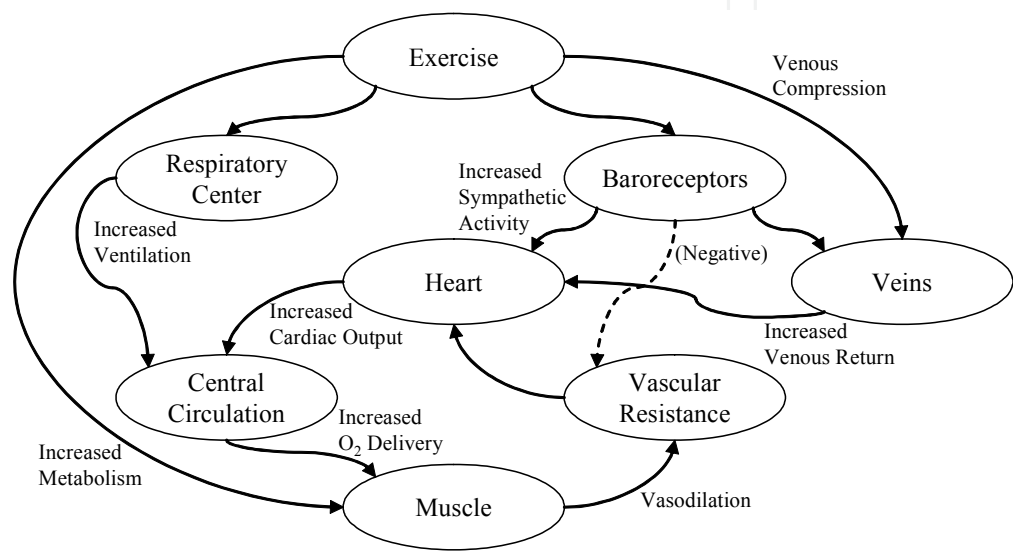 Exercise
Venous
Compression
Respiratory
Center
Baroreceptors
Increased
Sympathetic
Activity
Increased
Ventilation
(Negative)
Heart
Veins
Increased
Cardiac Output
Increased
Venous Return
Central
Circulation
Vascular
Resistance
Increased
O₂ Delivery
Increased
Metabolism
Muscle
Vasodilation